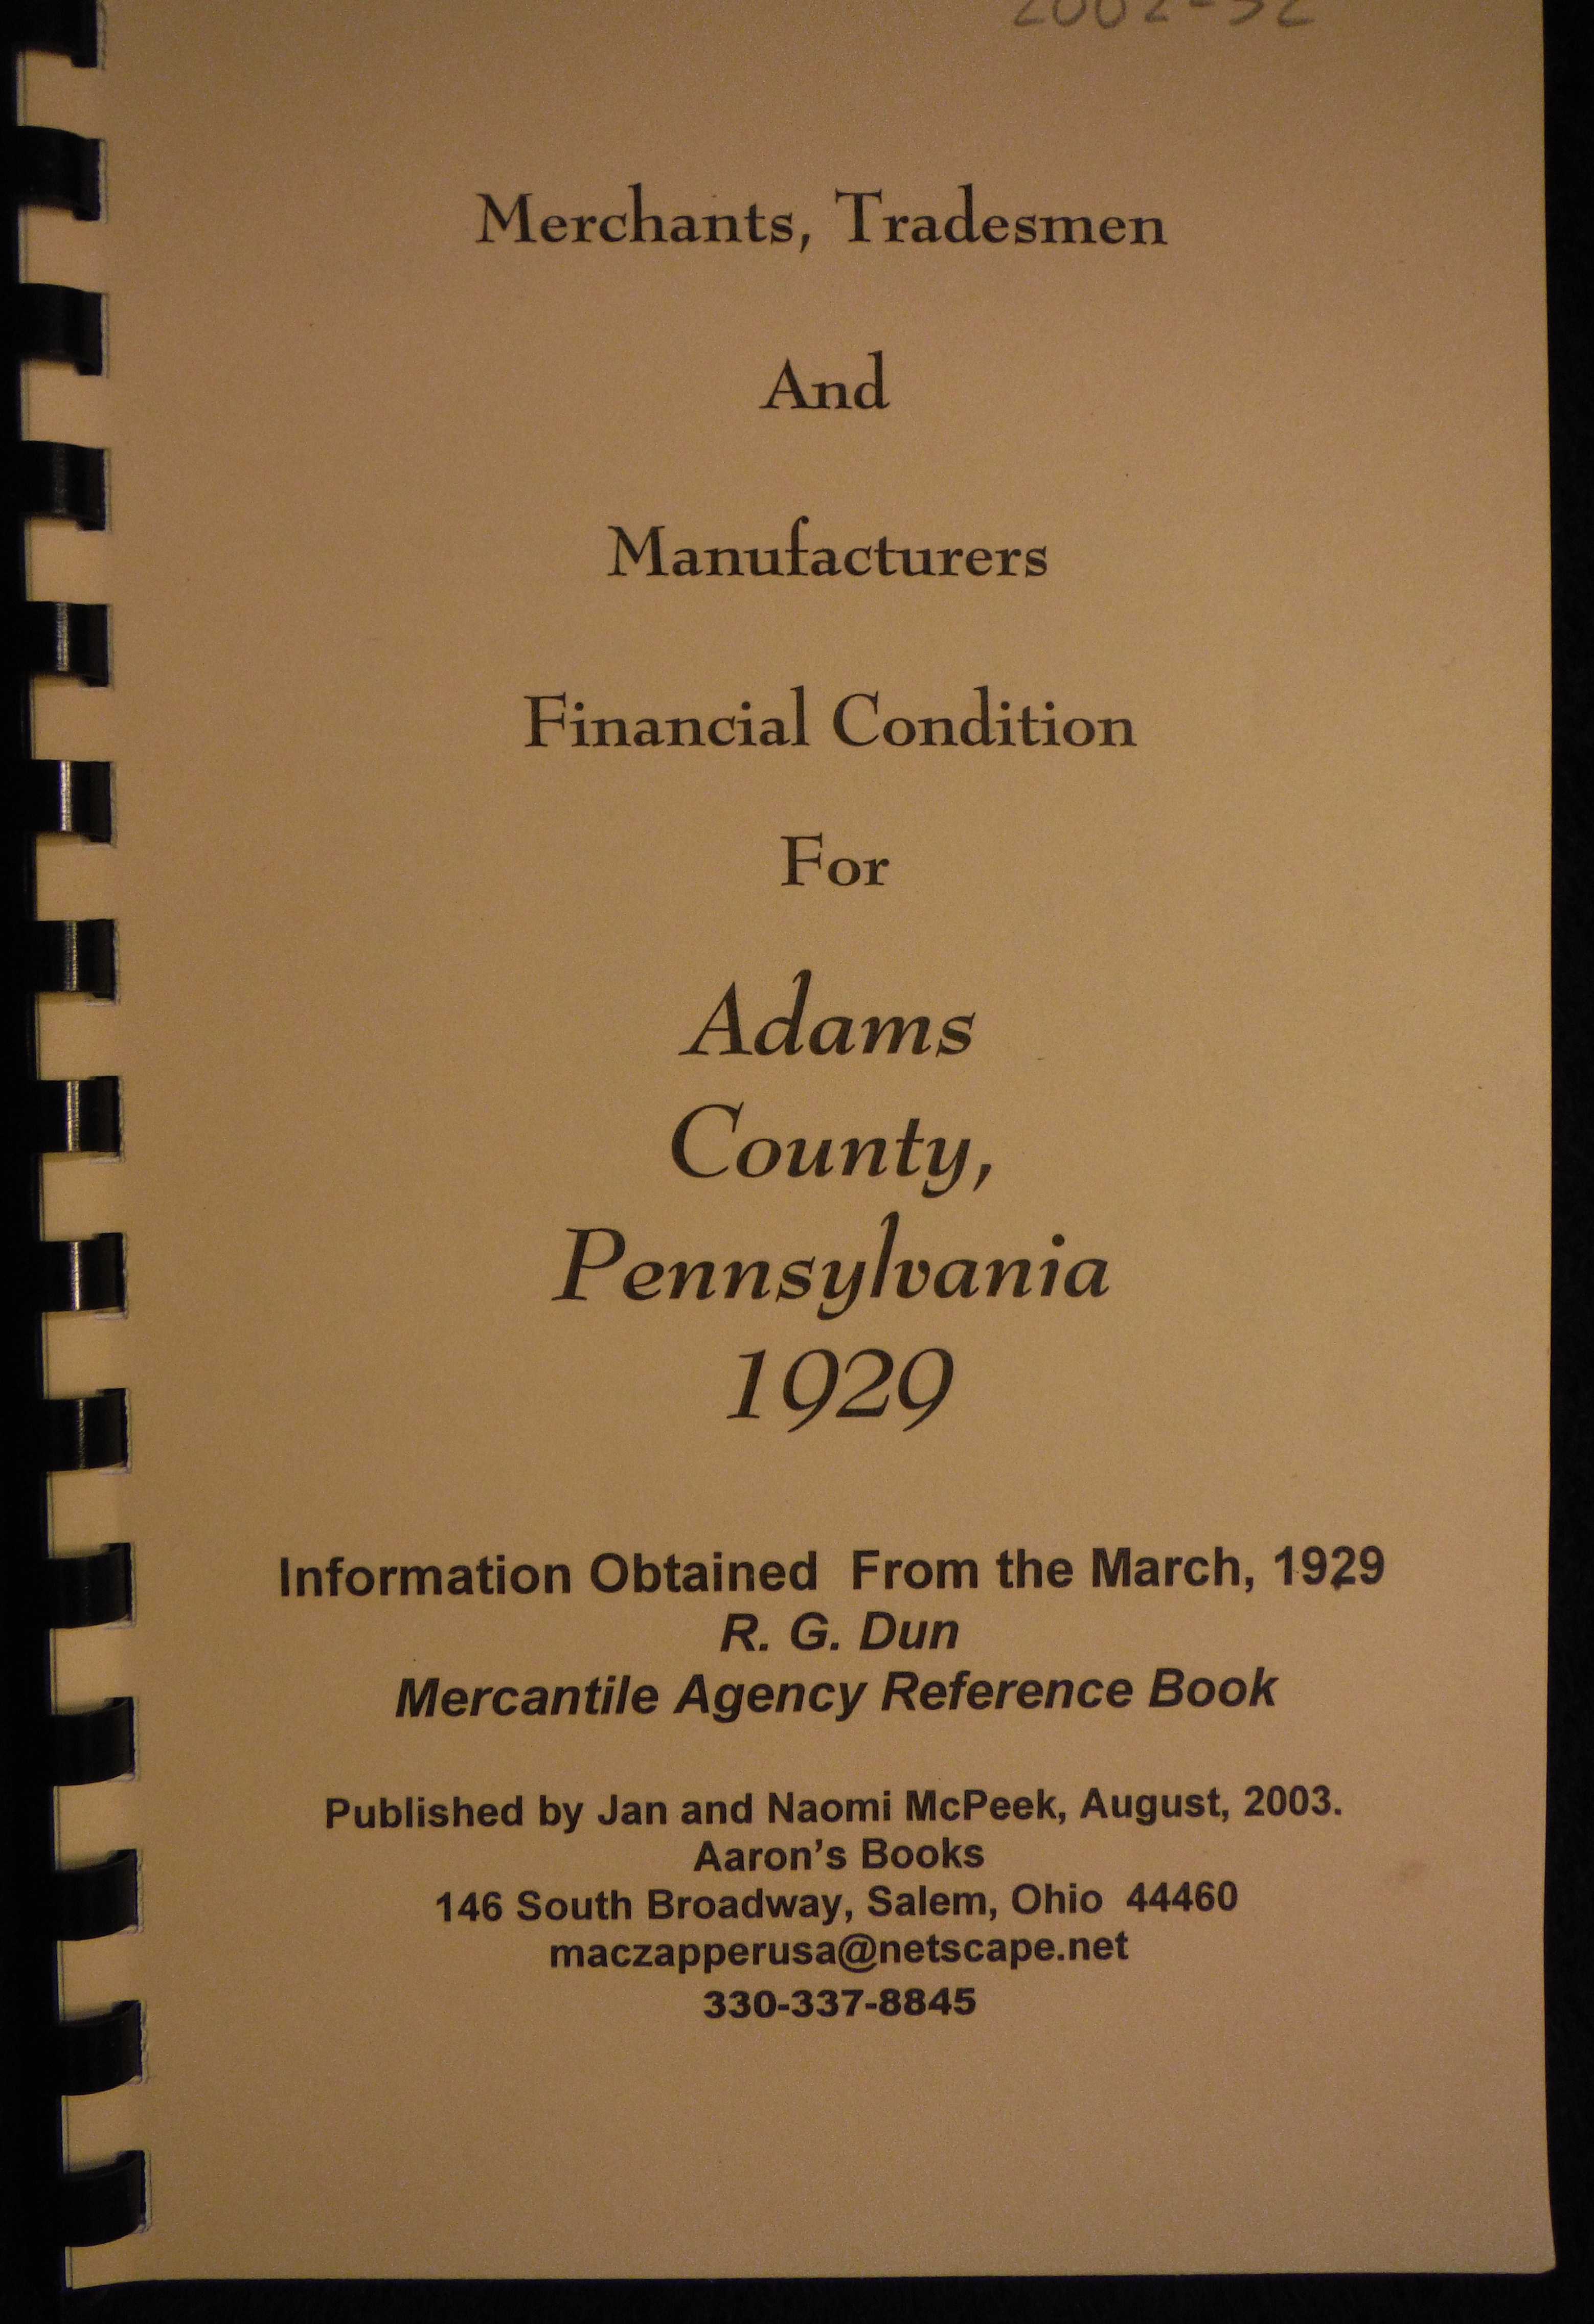 Merchants, Tradesmen
And
Manufacturers
Financial Condition
For
Adams
County,
Pennsylvania
1929
Information Obtained From the March, 1929
R. G. Dun
Mercantile Agency Reference Book
Published by Jan and Naomi McPeek, August, 2003.
Aaron's Books
146 South Broadway, Salem, Ohio 44460
maczapperusa@netscape.net
330-337-8845